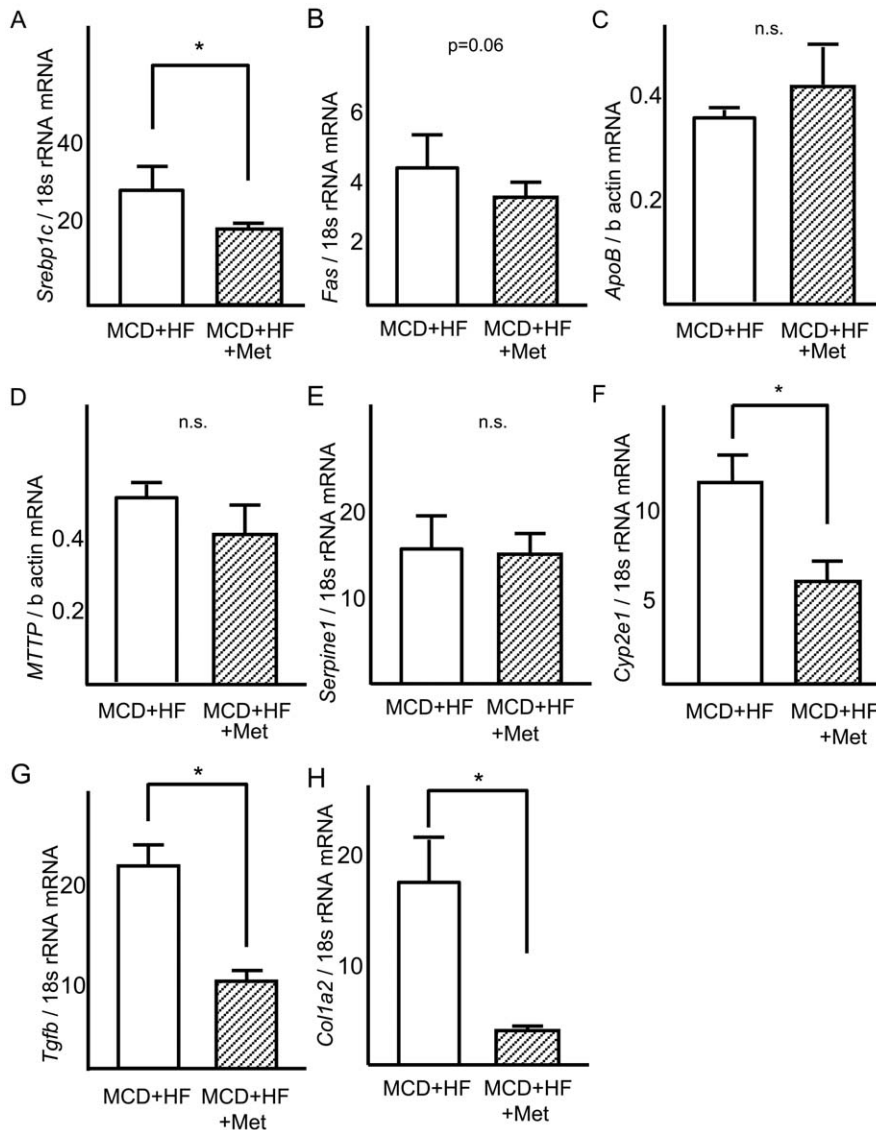 A
Srebp1c / 18s rRNA mRNA
40
20
*
MCD+HF
MCD+HF
+Met
B
Fas / 18s rRNA mRNA
6
4
2
p=0.06
MCD+HF
MCD+HF
+Met
C
ApoB / b actin mRNA
0.4
0.2
n.s.
MCD+HF
MCD+HF
+Met
D
MTTP / b actin mRNA
0.4
0.2
n.s.
MCD+HF
MCD+HF
+Met
E
Serpine1 / 18s rRNA mRNA
20
10
n.s.
MCD+HF
MCD+HF
+Met
F
Cyp2e1 / 18s rRNA mRNA
10
5
*
MCD+HF
MCD+HF
+Met
G
Tgfb / 18s rRNA mRNA
20
10
*
MCD+HF
MCD+HF
+Met
H
Col1a2 / 18s rRNA mRNA
20
10
*
MCD+HF
MCD+HF
+Met